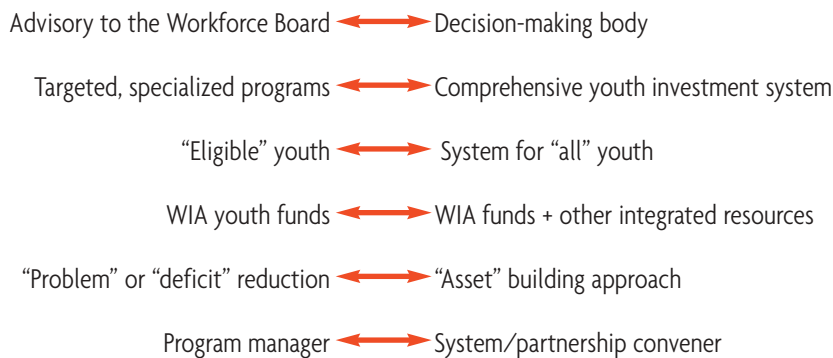 Advisory to the Workforce Board Decision-making body
Targeted, specialized programs Comprehensive youth investment system
“Eligible” youth System for “all” youth
WIA youth funds WIA funds + other integrated resources
“Problem” or “deficit” reduction “Asset” building approach
Program manager System/partnership convener